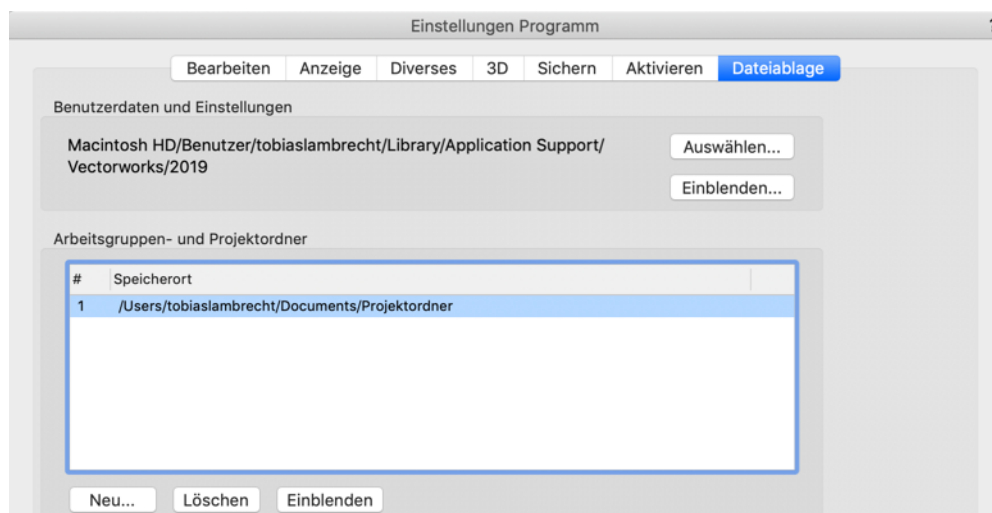 Einstellungen Programm
Bearbeiten Anzeige Diverses 3D Sichern Aktivieren Dateiablage
Benutzerdaten und Einstellungen
Macintosh HD/Benutzer/tobiaslambrecht/Library/Application Support/
Vectorworks/2019
Auswählen...
Einblenden...
Arbeitsgruppen- und Projektordner
# Speicherort
1 /Users/tobiaslambrecht/Documents/Projektordner
Neu... Löschen Einblenden